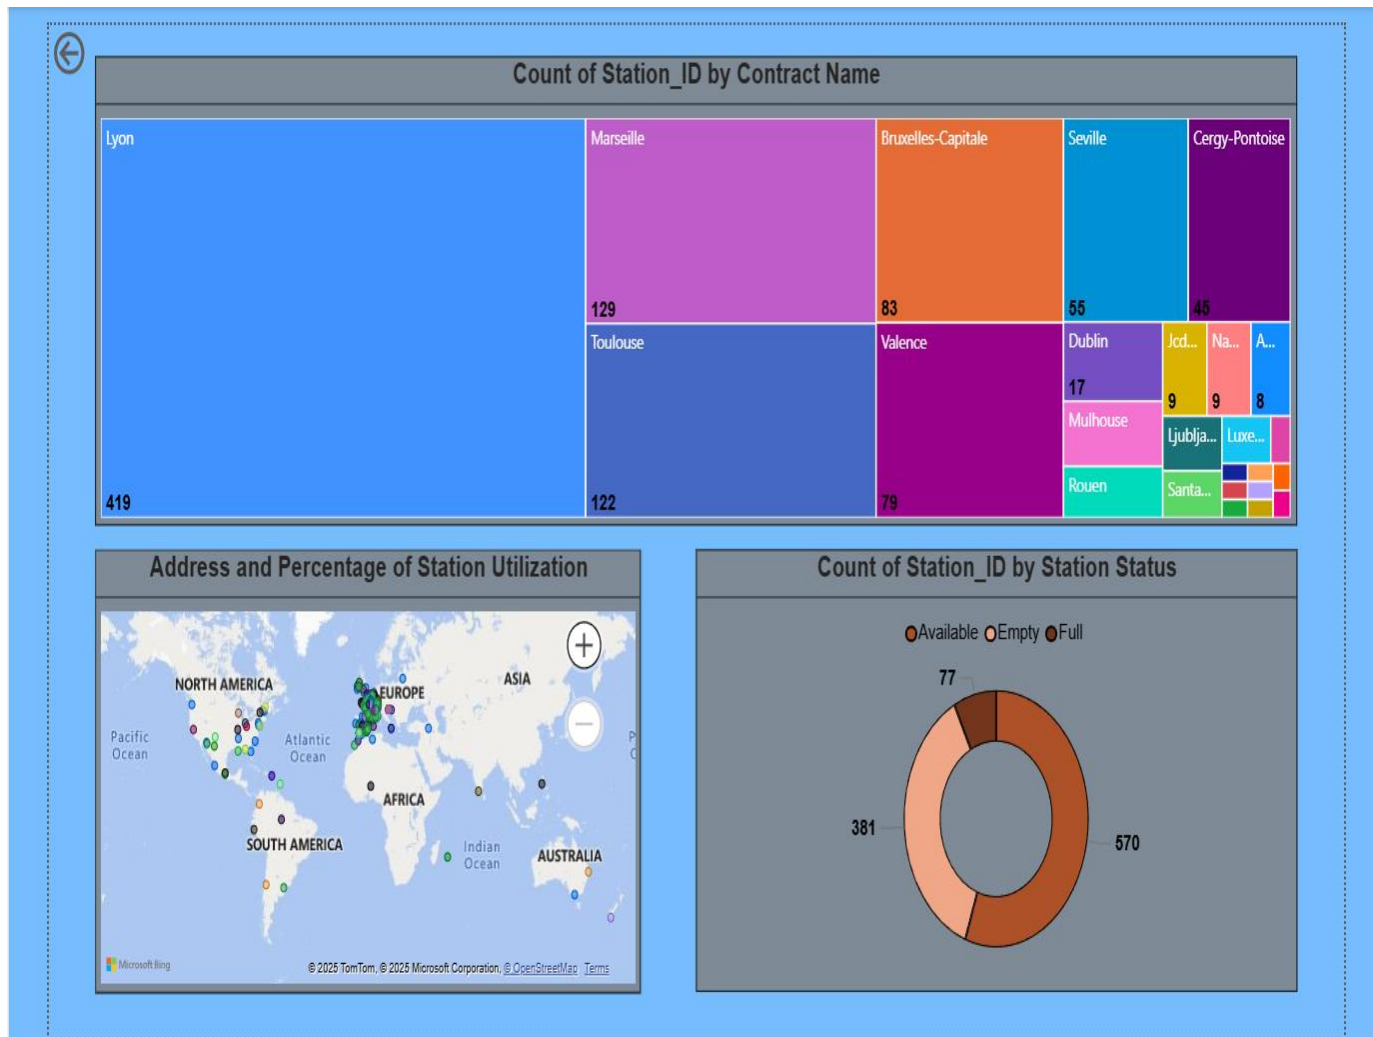 Count of Station_ID by Contract Name
Lyon
Marseille
Bruxelles-Capitale
Seville
Cergy-Pontoise
129
83
55
45
Toulouse
Valence
Dublin
Jcd...
Na...
A...
17
9
9
8
Mulhouse
Ljublja...
Luxe...
Rouen
Santa...
419
122
79
Address and Percentage of Station Utilization
Count of Station_ID by Station Status
NORTH AMERICA
EUROPE
ASIA
Pacific
Ocean
Atlantic
Ocean
P
AFRICA
SOUTH AMERICA
Indian
Ocean
AUSTRALIA
Microsoft Bing
© 2025 TomTom, © 2025 Microsoft Corporation, © OpenStreetMap Terms
Available Empty Full
77
381
570